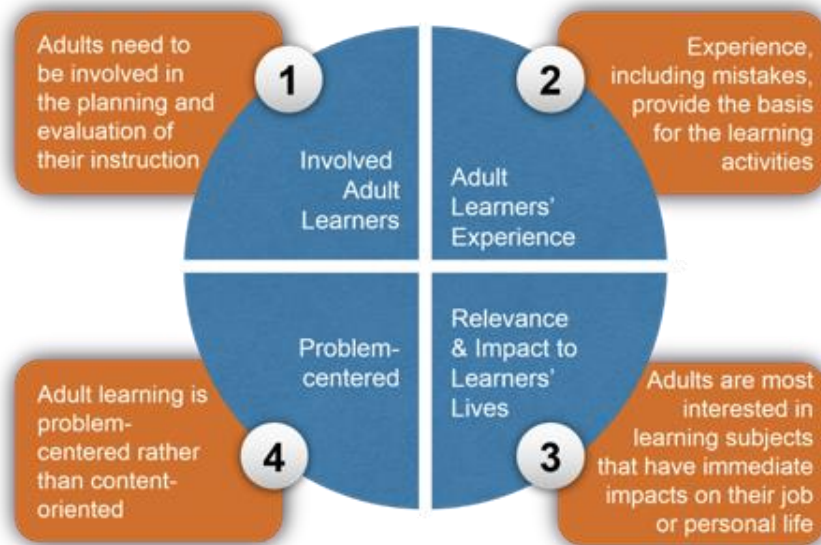 Adults need to
be involved in
the planning and
evaluation of
their instruction
1
Involved
Adult
Learners
2
Experience,
including mistakes,
provide the basis
for the learning
activities
Adult
Learners'
Experience
Relevance
& Impact to
Learners'
Lives
3
Adults are most
interested in
learning subjects
that have immediate
impacts on their job
or personal life
Problem-
centered
4
Adult learning is
problem-
centered rather
than content-
oriented